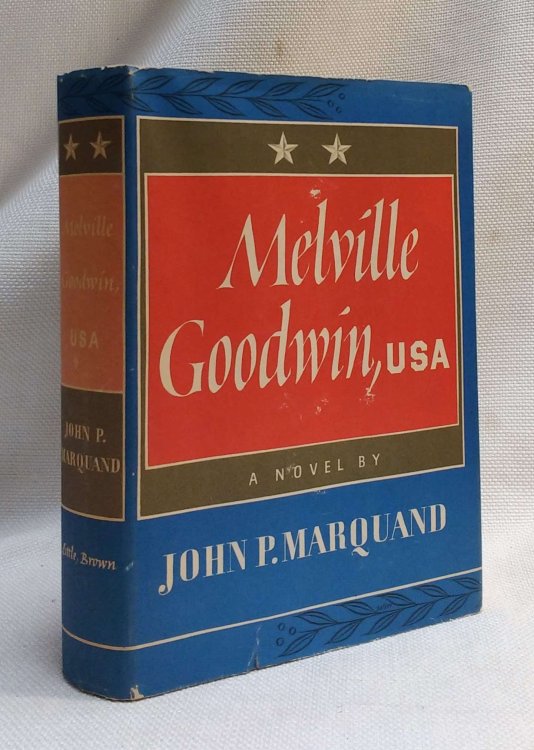 Melville
Goodwin, USA
A NOVEL BY
JOHN P. MARQUAND
Melville
Goodwin,
USA
JOHN P.
MARQUAND
Little, Brown